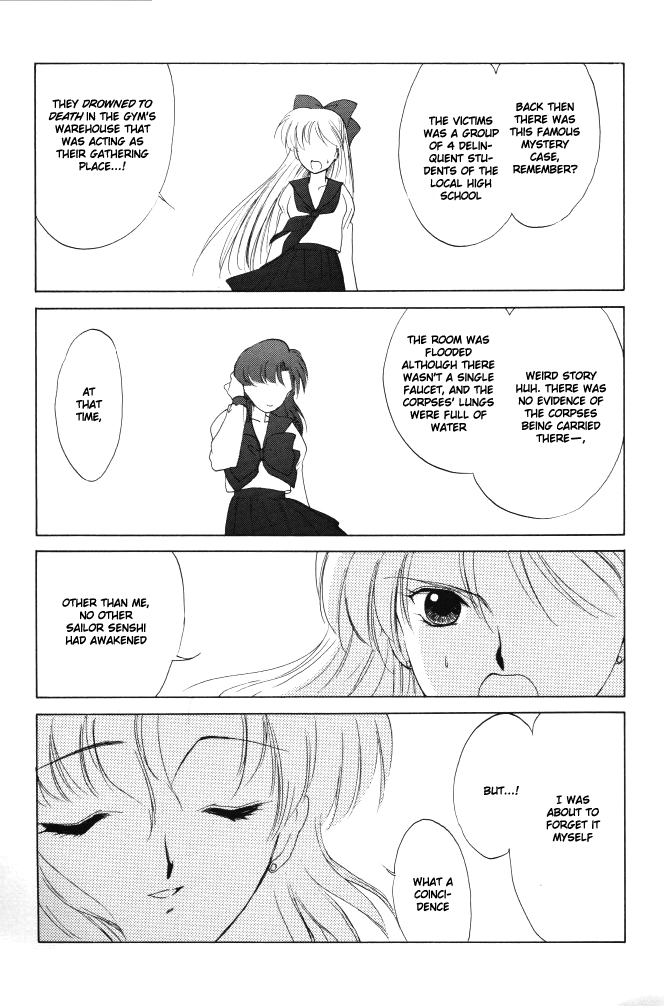 BACK THEN
THERE WAS
THIS FAMOUS
MYSTERY
CASE,
REMEMBER?
THE VICTIMS
WAS A GROUP
OF 4 DELIN-
QUENT STU-
DENTS OF THE
LOCAL HIGH
SCHOOL
THEY DROWNED TO
DEATH IN THE GYM'S
WAREHOUSE THAT
WAS ACTING AS
THEIR GATHERING
PLACE...!
WEIRD STORY
HUH. THERE WAS
NO EVIDENCE OF
THE CORPSES
BEING CARRIED
THERE—,
THE ROOM WAS
FLOODED
ALTHOUGH THERE
WASN'T A SINGLE
FAUCET, AND THE
CORPSES' LUNGS
WERE FULL OF
WATER
AT
THAT
TIME,
OTHER THAN ME,
NO OTHER
SAILOR SENSHI
HAD AWAKENED
I WAS
ABOUT TO
FORGET IT
MYSELF
BUT...!
WHAT A
COINCI-
DENCE